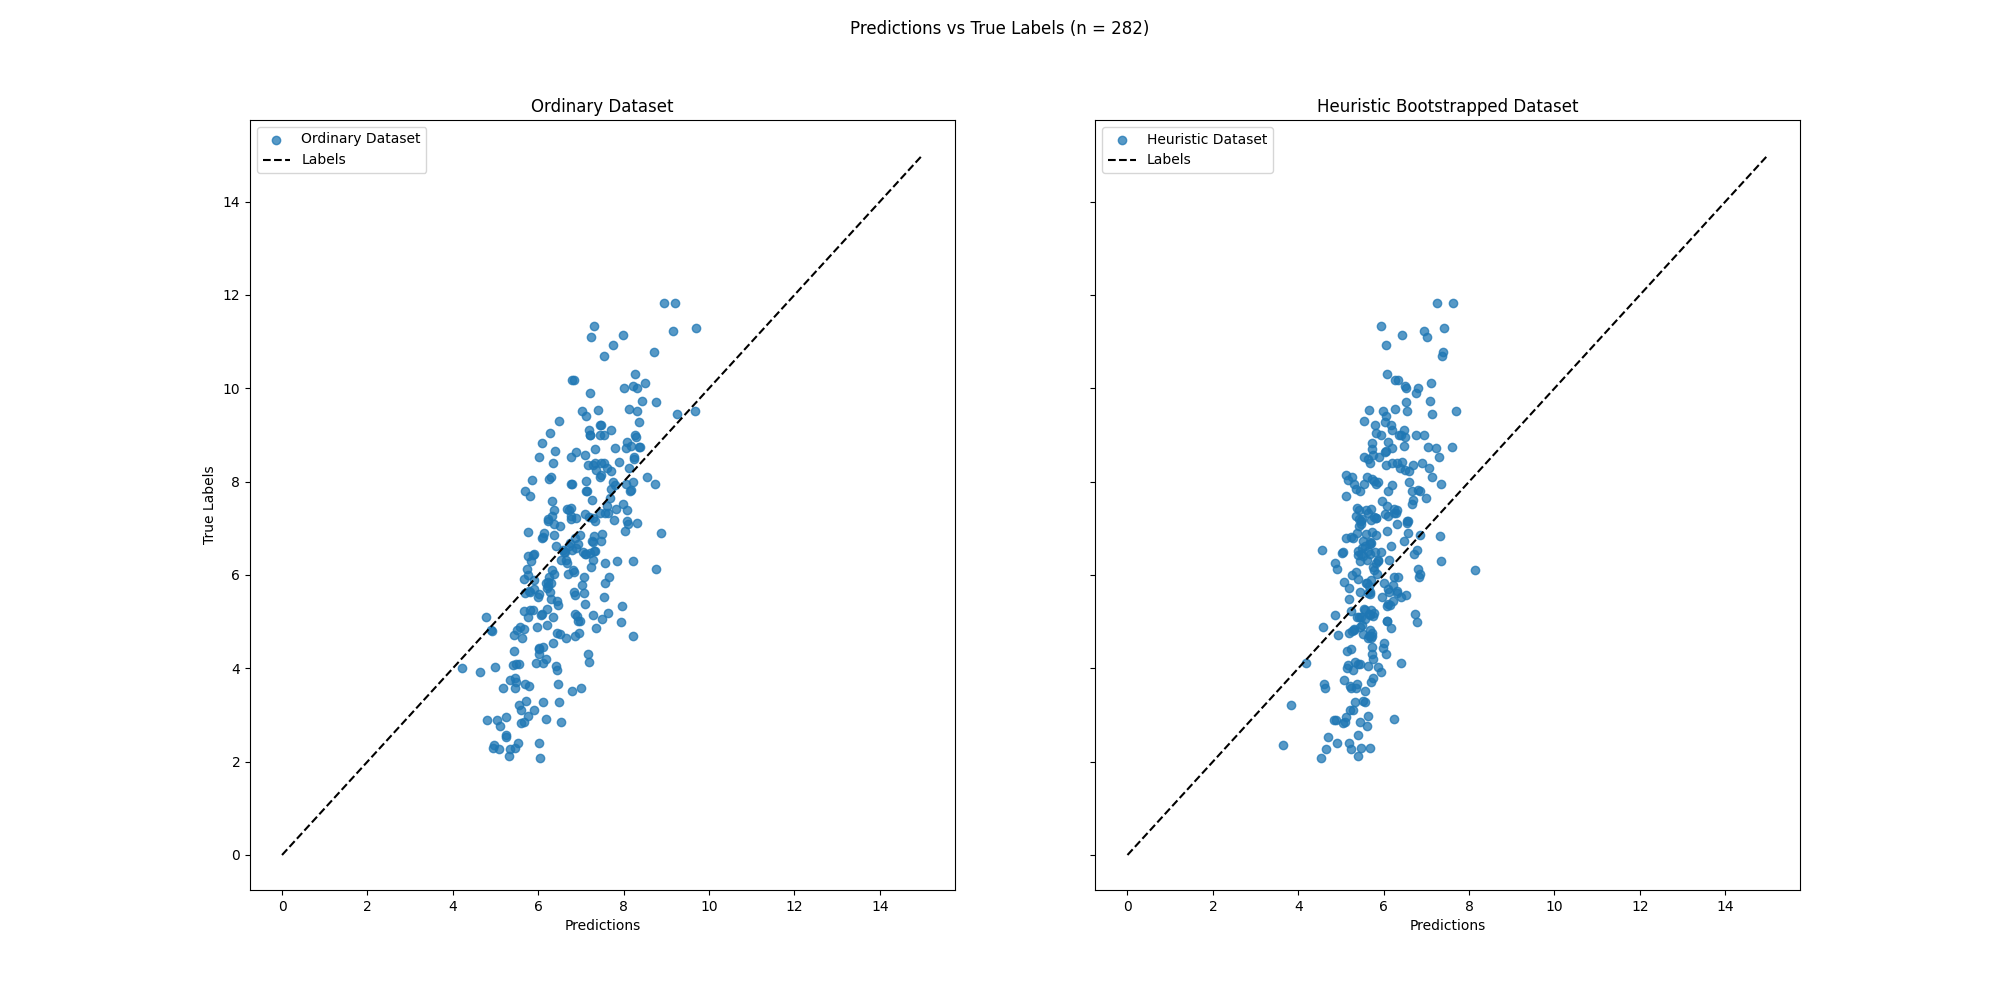 Predictions vs True Labels (n = 282)
Ordinary Dataset
Ordinary Dataset
Labels
True Labels
14
12
10
8
6
4
2
0
0 2 4 6 8 10 12 14
Predictions
Heuristic Bootstrapped Dataset
Heuristic Dataset
Labels
0 2 4 6 8 10 12 14
Predictions